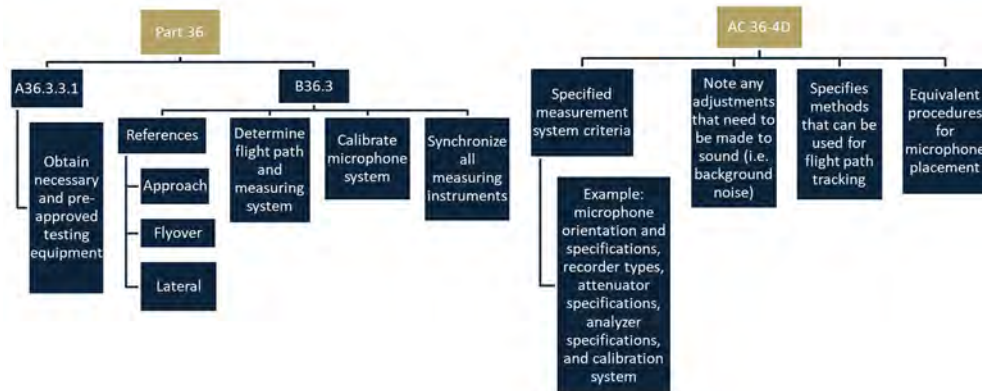 Part 36
A36.3.3.1
Obtain
necessary
and pre-
approved
testing
equipment
B36.3
References
Approach
Flyover
Lateral
Determine
flight path
and
measuring
system
Calibrate
microphone
system
Synchronize
all
measuring
instruments
AC 36-4D
Specified
measurement
system criteria
Example:
microphone
orientation and
specifications,
recorder types,
attenuator
specifications,
analyzer
specifications,
and calibration
system
Note any
adjustments
that need to
be made to
sound (i.e.
background
noise)
Specifies
methods
that can be
used for
flight path
tracking
Equivalent
procedures
for
microphone
placement